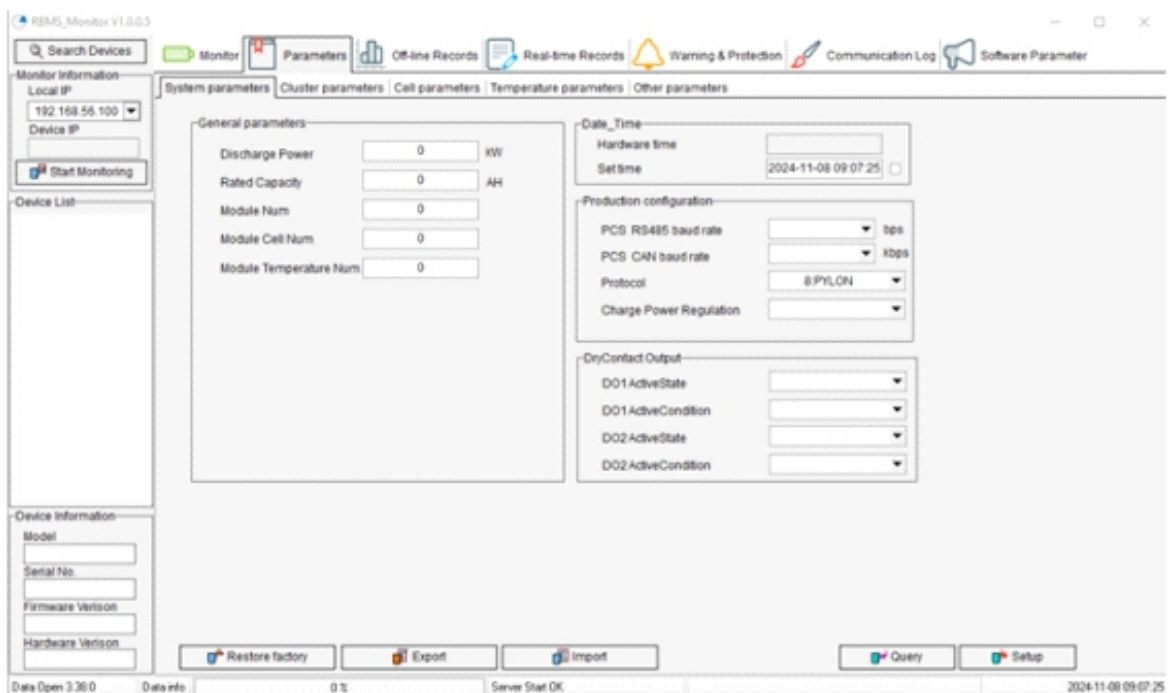 RBMS_Monitor V1.0.0.5
Search Devices
Monitor
Parameters
Off-line Records
Real-time Records
Warning & Protection
Communication Log
Software Parameter
Monitor Information
Local IP
192.168.56.100
Device IP
Start Monitoring
Device List
System parameters
Cluster parameters
Cell parameters
Temperature parameters
Other parameters
General parameters
Discharge Power 0 kW
Rated Capacity 0 AH
Module Num 0
Module Cell Num 0
Module Temperature Num 0
Date_Time
Hardware time
Set time 2024-11-08 09:07:25
Production configuration
PCS RS485 baud rate bps
PCS CAN baud rate kbps
Protocol 8:PYLON
Charge Power Regulation
DryContact Output
DO1 ActiveState
DO1 ActiveCondition
DO2 ActiveState
DO2 ActiveCondition
Device Information
Model
Serial No.
Firmware Verison
Hardware Verison
Restore factory
Export
Import
Query
Setup
Data Open 3:38:0
Data info
0 %
Server Start OK
2024-11-08 09:07:25